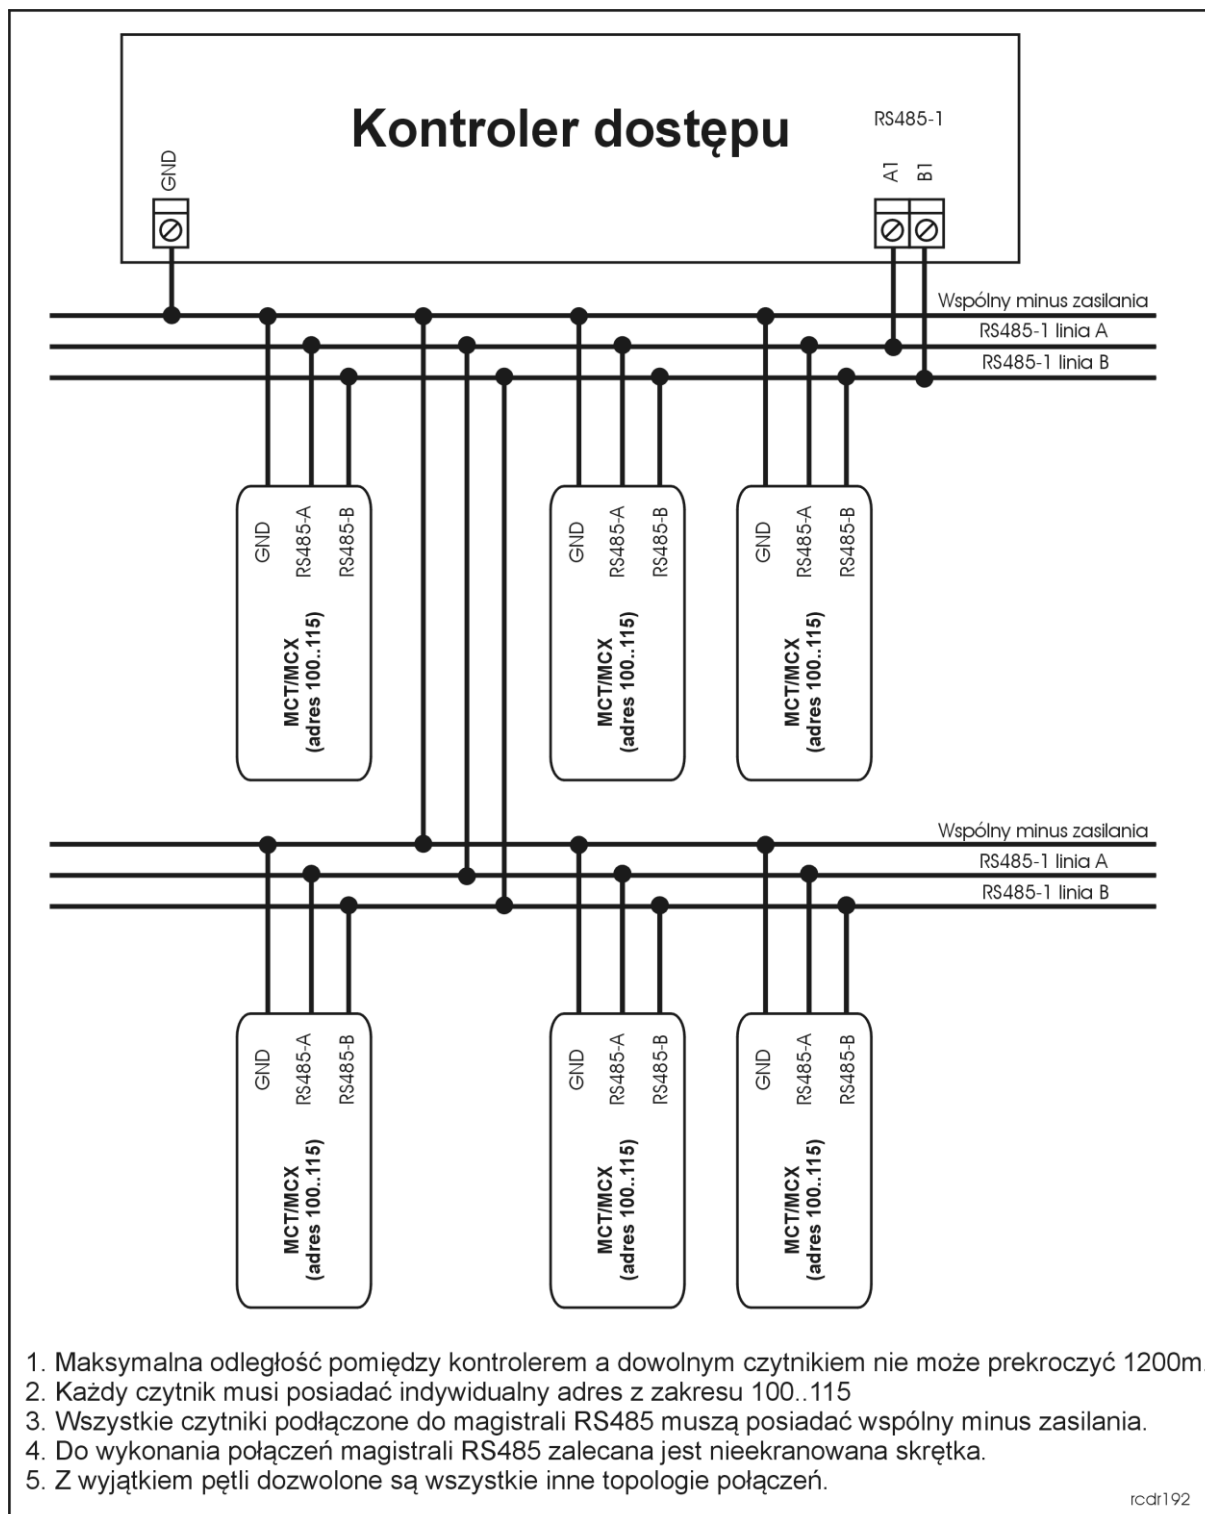 Kontroler dostępu
RS485-1
GND
A1
B1
Wspólny minus zasilania
RS485-1 linia A
RS485-1 linia B
GND
RS485-A
RS485-B
MCT/MCX
(adres 100..115)
GND
RS485-A
RS485-B
MCT/MCX
(adres 100..115)
GND
RS485-A
RS485-B
MCT/MCX
(adres 100..115)
Wspólny minus zasilania
RS485-1 linia A
RS485-1 linia B
GND
RS485-A
RS485-B
MCT/MCX
(adres 100..115)
GND
RS485-A
RS485-B
MCT/MCX
(adres 100..115)
GND
RS485-A
RS485-B
MCT/MCX
(adres 100..115)
1. Maksymalna odległość pomiędzy kontrolerem a dowolnym czytnikiem nie może prekroczyć 1200m.
2. Każdy czytnik musi posiadać indywidualny adres z zakresu 100..115
3. Wszystkie czytniki podłączone do magistrali RS485 muszą posiadać wspólny minus zasilania.
4. Do wykonania połączeń magistrali RS485 zalecana jest nieekranowana skrętka.
5. Z wyjątkiem pętli dozwolone są wszystkie inne topologie połączeń.
rcdr192